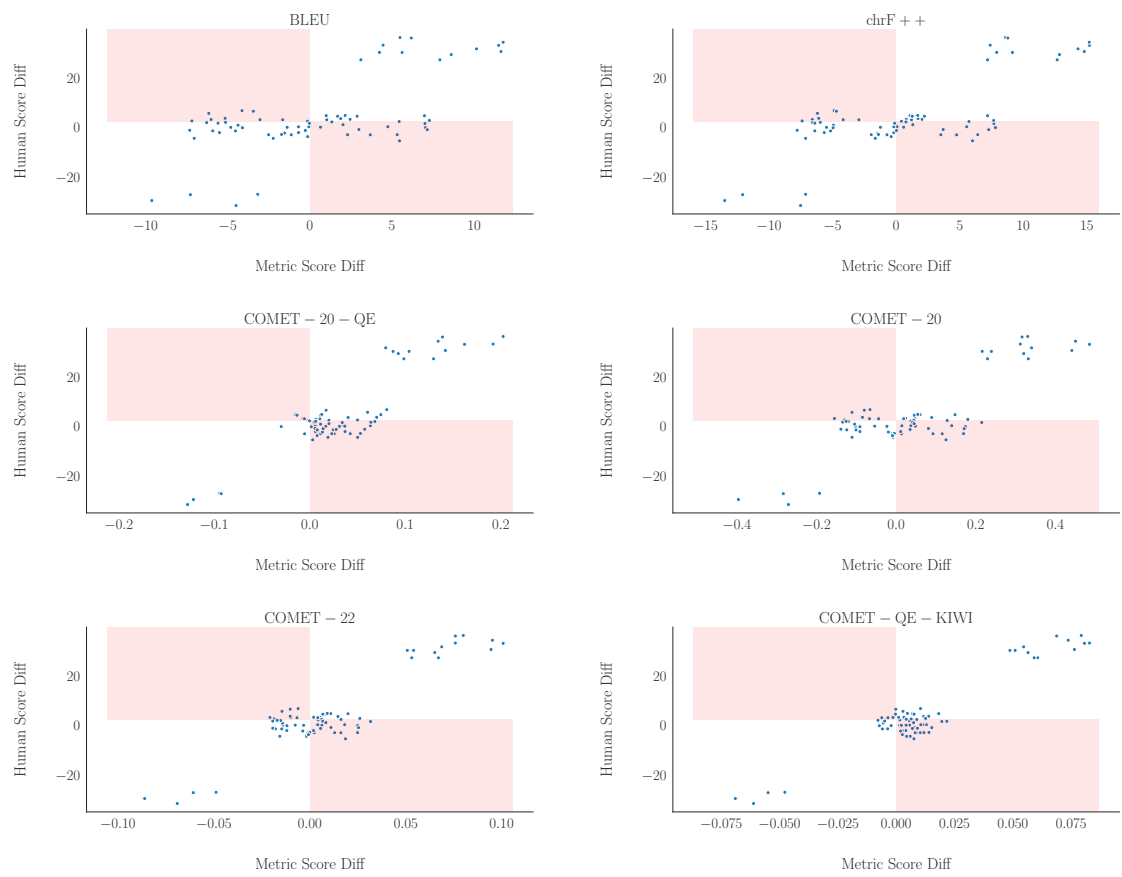 BLEU
Human Score Diff
20
0
−20
−10
−5
0
5
10
Metric Score Diff
chrF + +
Human Score Diff
20
0
−20
−15
−10
−5
0
5
10
15
Metric Score Diff
COMET − 20 − QE
Human Score Diff
20
0
−20
−0.2
−0.1
0.0
0.1
0.2
Metric Score Diff
COMET − 20
Human Score Diff
20
0
−20
−0.4
−0.2
0.0
0.2
0.4
Metric Score Diff
COMET − 22
Human Score Diff
20
0
−20
−0.10
−0.05
0.00
0.05
0.10
Metric Score Diff
COMET − QE − KIWI
Human Score Diff
20
0
−20
−0.075
−0.050
−0.025
0.000
0.025
0.050
0.075
Metric Score Diff